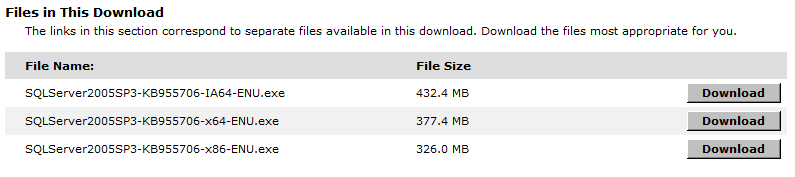 Files in This Download
The links in this section correspond to separate files available in this download. Download the files most appropriate for you.
File Name: File Size
SQLServer2005SP3-KB955706-IA64-ENU.exe 432.4 MB Download
SQLServer2005SP3-KB955706-x64-ENU.exe 377.4 MB Download
SQLServer2005SP3-KB955706-x86-ENU.exe 326.0 MB Download